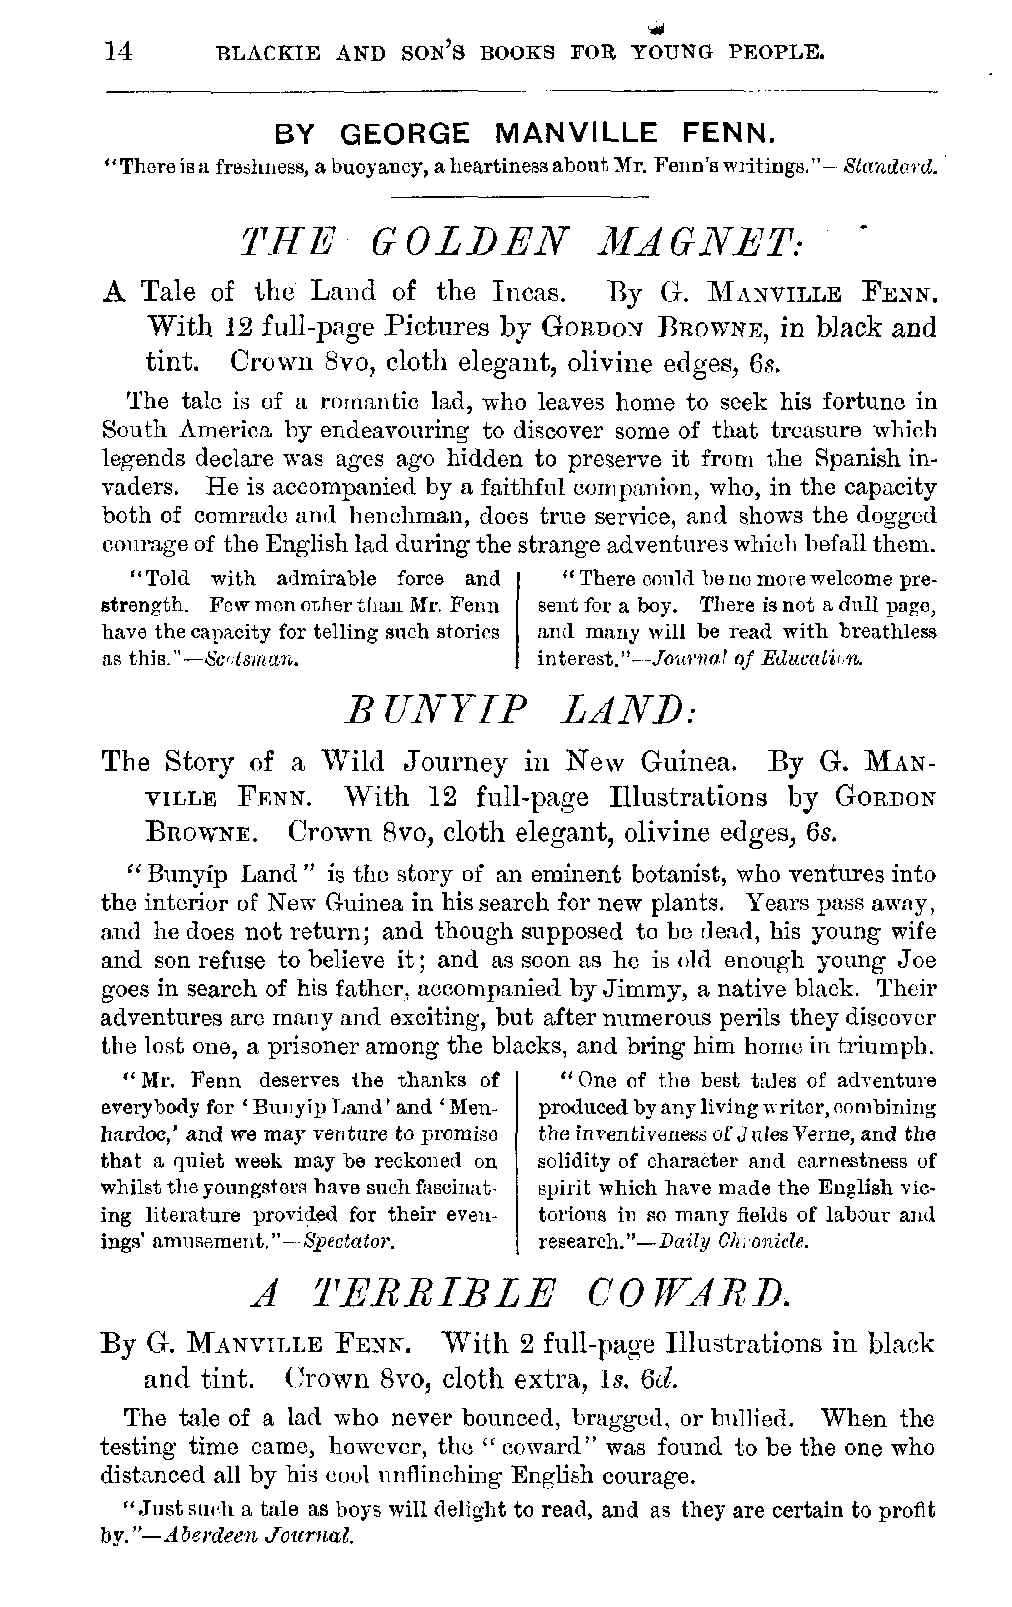 14 BLACKIE AND SON'S BOOKS FOR YOUNG PEOPLE.
BY GEORGE MANVILLE FENN.
"There is a freshness, a buoyancy, a heartiness about Mr. Fenn's writings."—Standard.
THE GOLDEN MAGNET:
A Tale of the Land of the Incas. By G. MANVILLE FENN.
With 12 full-page Pictures by GORDON BROWNE, in black and
tint. Crown 8vo, cloth elegant, olivine edges, 6s.
The tale is of a romantic lad, who leaves home to seek his fortune in
South America by endeavouring to discover some of that treasure which
legends declare was ages ago hidden to preserve it from the Spanish in-
vaders. He is accompanied by a faithful companion, who, in the capacity
both of comrade and henchman, does true service, and shows the dogged
courage of the English lad during the strange adventures which befall them.
"Told with admirable force and
strength. Few men other than Mr. Fenn
have the capacity for telling such stories
as this."—Scotsman.
"There could be no more welcome pre-
sent for a boy. There is not a dull page,
and many will be read with breathless
interest."—Journal of Education.
BUNYIP LAND:
The Story of a Wild Journey in New Guinea. By G. MAN-
VILLE FENN. With 12 full-page Illustrations by GORDON
BROWNE. Crown 8vo, cloth elegant, olivine edges, 6s.
"Bunyip Land" is the story of an eminent botanist, who ventures into
the interior of New Guinea in his search for new plants. Years pass away,
and he does not return; and though supposed to be dead, his young wife
and son refuse to believe it; and as soon as he is old enough young Joe
goes in search of his father, accompanied by Jimmy, a native black. Their
adventures are many and exciting, but after numerous perils they discover
the lost one, a prisoner among the blacks, and bring him home in triumph.
"Mr. Fenn deserves the thanks of
everybody for 'Bunyip Land' and 'Men-
hardoc,' and we may venture to promise
that a quiet week may be reckoned on
whilst the youngsters have such fascinat-
ing literature provided for their even-
ings' amusement."—Spectator.
"One of the best tales of adventure
produced by any living writer, combining
the inventiveness of Jules Verne, and the
solidity of character and earnestness of
spirit which have made the English vic-
torious in so many fields of labour and
research."—Daily Chronicle.
A TERRIBLE COWARD.
By G. MANVILLE FENN. With 2 full-page Illustrations in black
and tint. Crown 8vo, cloth extra, 1s. 6d.
The tale of a lad who never bounced, bragged, or bullied. When the
testing time came, however, the "coward" was found to be the one who
distanced all by his cool unflinching English courage.
"Just such a tale as boys will delight to read, and as they are certain to profit
by."—Aberdeen Journal.